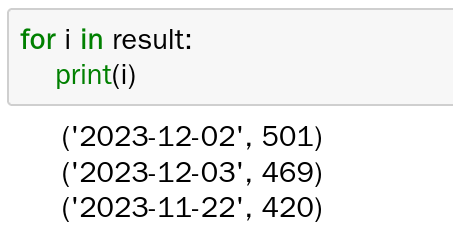 for i in result:
    print(i)
('2023-12-02', 501)
('2023-12-03', 469)
('2023-11-22', 420)